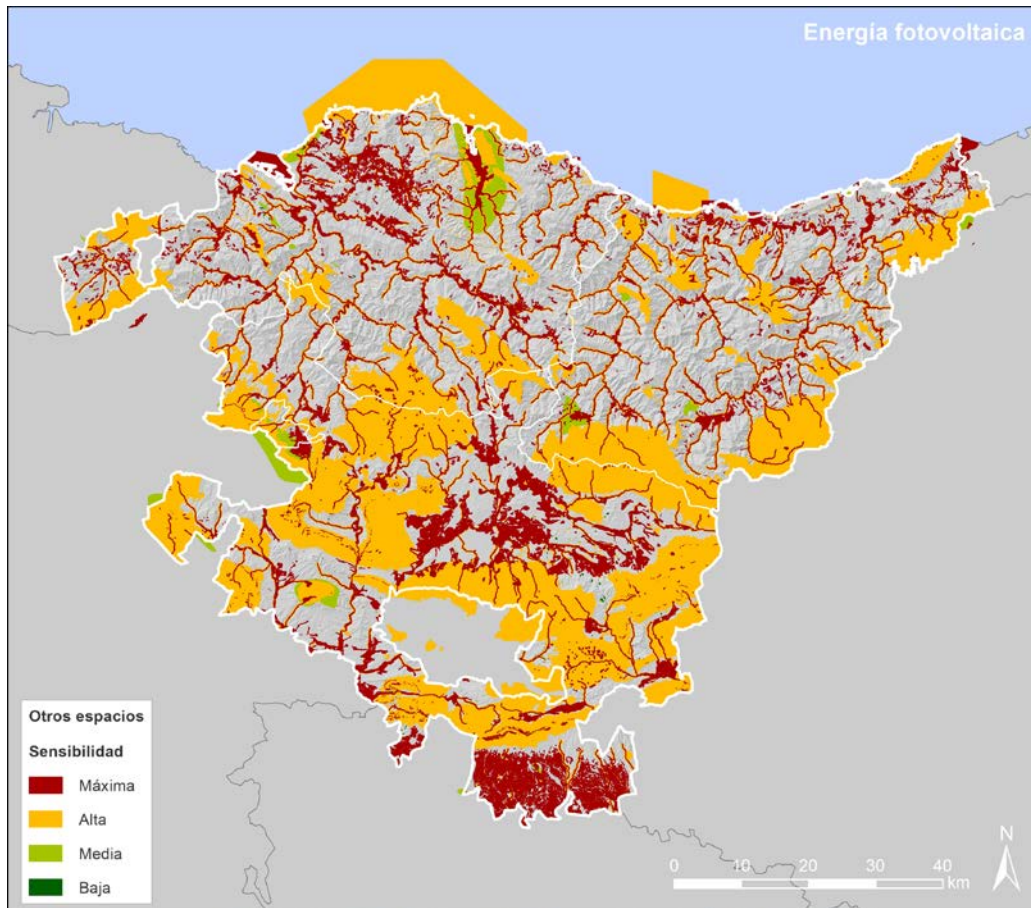 Energía fotovoltaica
Otros espacios
Sensibilidad
Máxima
Alta
Media
Baja
N
0 10 20 30 40
km